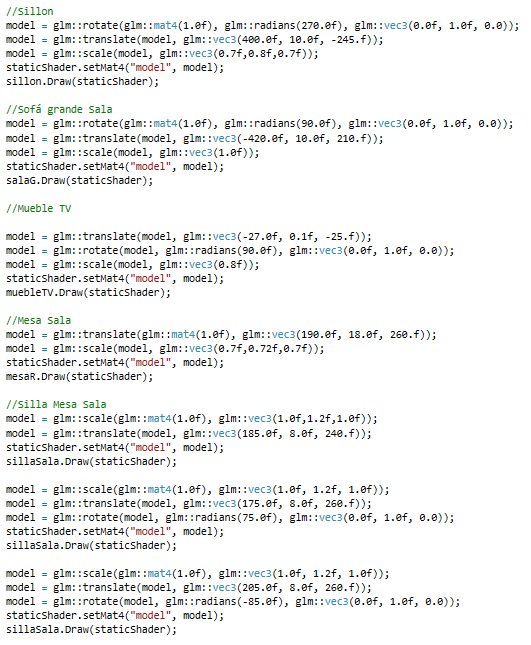 //Sillon
model = glm::rotate(glm::mat4(1.0f), glm::radians(270.0f), glm::vec3(0.0f, 1.0f, 0.0));
model = glm::translate(model, glm::vec3(400.0f, 10.0f, -245.f));
model = glm::scale(model, glm::vec3(0.7f,0.8f,0.7f));
staticShader.setMat4("model", model);
sillon.Draw(staticShader);
//Sofá grande Sala
model = glm::rotate(glm::mat4(1.0f), glm::radians(90.0f), glm::vec3(0.0f, 1.0f, 0.0));
model = glm::translate(model, glm::vec3(-420.0f, 10.0f, 210.f));
model = glm::scale(model, glm::vec3(1.0f));
staticShader.setMat4("model", model);
salaG.Draw(staticShader);
//Mueble TV
model = glm::translate(model, glm::vec3(-27.0f, 0.1f, -25.f));
model = glm::rotate(model, glm::radians(90.0f), glm::vec3(0.0f, 1.0f, 0.0));
model = glm::scale(model, glm::vec3(0.8f));
staticShader.setMat4("model", model);
muebleTV.Draw(staticShader);
//Mesa Sala
model = glm::translate(glm::mat4(1.0f), glm::vec3(190.0f, 18.0f, 260.f));
model = glm::scale(model, glm::vec3(0.7f,0.72f,0.7f));
staticShader.setMat4("model", model);
mesaR.Draw(staticShader);
//Silla Mesa Sala
model = glm::scale(glm::mat4(1.0f), glm::vec3(1.0f,1.2f,1.0f));
model = glm::translate(model, glm::vec3(185.0f, 8.0f, 240.f));
staticShader.setMat4("model", model);
sillaSala.Draw(staticShader);
model = glm::scale(glm::mat4(1.0f), glm::vec3(1.0f, 1.2f, 1.0f));
model = glm::translate(model, glm::vec3(175.0f, 8.0f, 260.f));
model = glm::rotate(model, glm::radians(75.0f), glm::vec3(0.0f, 1.0f, 0.0));
staticShader.setMat4("model", model);
sillaSala.Draw(staticShader);
model = glm::scale(glm::mat4(1.0f), glm::vec3(1.0f, 1.2f, 1.0f));
model = glm::translate(model, glm::vec3(205.0f, 8.0f, 260.f));
model = glm::rotate(model, glm::radians(-85.0f), glm::vec3(0.0f, 1.0f, 0.0));
staticShader.setMat4("model", model);
sillaSala.Draw(staticShader);